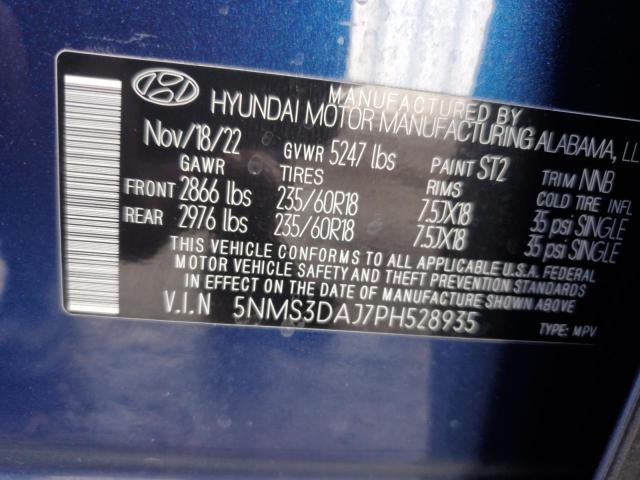 MANUFACTURED BY
HYUNDAI MOTOR MANUFACTURING ALABAMA, LL
Nov/18/22 GVWR 5247 lbs PAINT ST2 TRIM NNB
GAWR TIRES RIMS COLD TIRE INFL
FRONT 2866 lbs 235/60R18 7.5JX18 35 psi SINGLE
REAR 2976 lbs 235/60R18 7.5JX18 35 psi SINGLE
THIS VEHICLE CONFORMS TO ALL APPLICABLE U.S.A. FEDERAL
MOTOR VEHICLE SAFETY AND THEFT PREVENTION STANDARDS
IN EFFECT ON THE DATE OF MANUFACTURE SHOWN ABOVE.
V.I.N 5NMS3DAJ7PH528935 TYPE: MPV